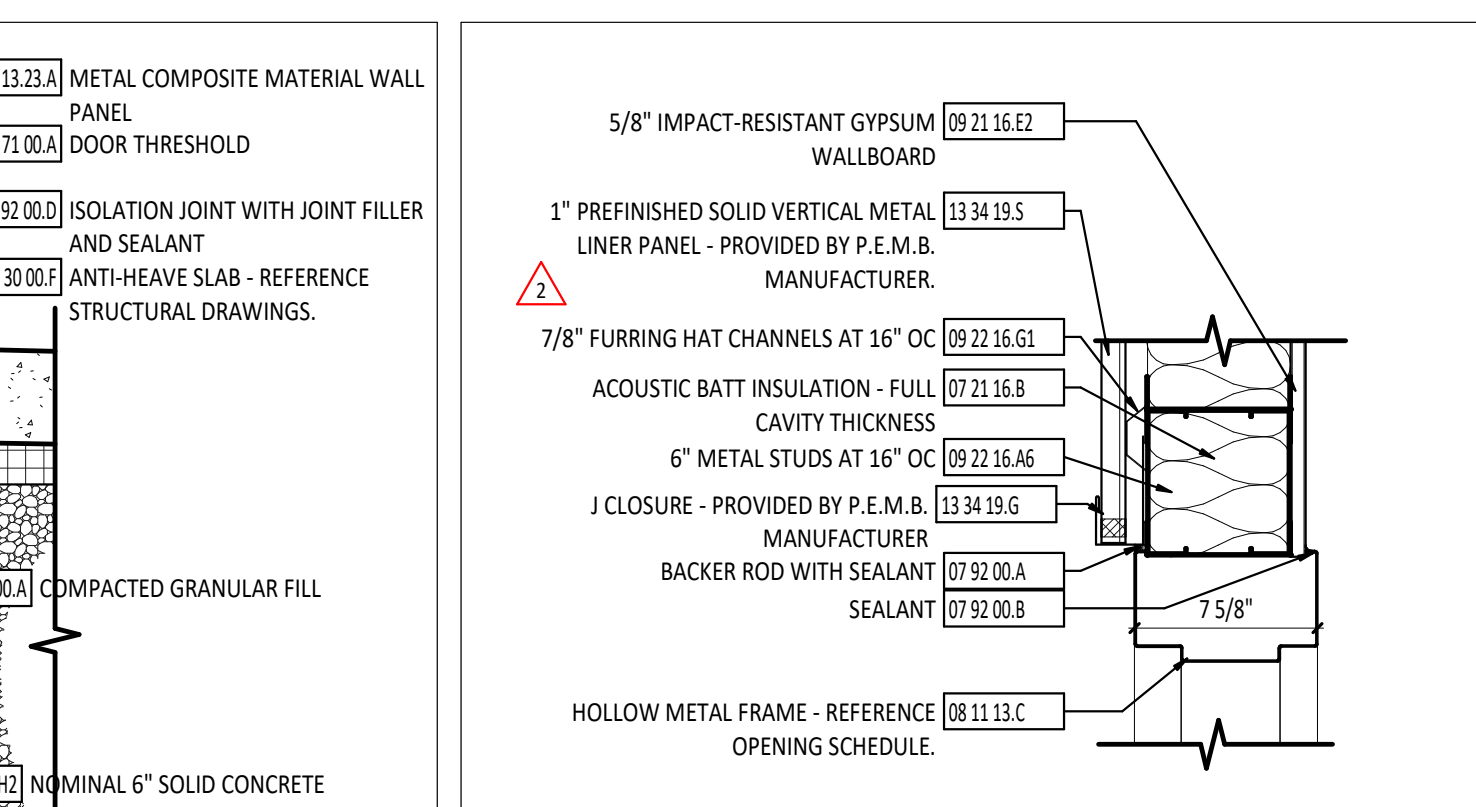 13.23.A METAL COMPOSITE MATERIAL WALL
PANEL
71 00.A DOOR THRESHOLD
92 00.D ISOLATION JOINT WITH JOINT FILLER
AND SEALANT
30 00.F ANTI-HEAVE SLAB - REFERENCE
STRUCTURAL DRAWINGS.
00.A COMPACTED GRANULAR FILL
H2 NOMINAL 6" SOLID CONCRETE
5/8" IMPACT-RESISTANT GYPSUM 09 21 16.E2
WALLBOARD
1" PREFINISHED SOLID VERTICAL METAL 13 34 19.S
LINER PANEL - PROVIDED BY P.E.M.B.
MANUFACTURER.
2
7/8" FURRING HAT CHANNELS AT 16" OC 09 22 16.G1
ACOUSTIC BATT INSULATION - FULL 07 21 16.B
CAVITY THICKNESS
6" METAL STUDS AT 16" OC 09 22 16.A6
J CLOSURE - PROVIDED BY P.E.M.B. 13 34 19.G
MANUFACTURER
BACKER ROD WITH SEALANT 07 92 00.A
SEALANT 07 92 00.B
7 5/8"
HOLLOW METAL FRAME - REFERENCE 08 11 13.C
OPENING SCHEDULE.